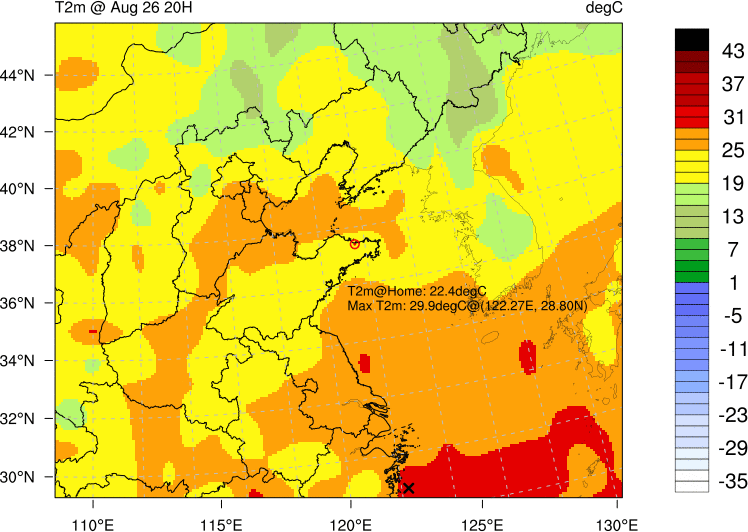 T2m @ Aug 26 20H
degC
44°N
42°N
40°N
38°N
36°N
34°N
32°N
30°N
T2m@Home: 22.4degC
Max T2m: 29.9degC@(122.27E, 28.80N)
110°E
115°E
120°E
125°E
130°E
43
37
31
25
19
13
7
1
-5
-11
-17
-23
-29
-35